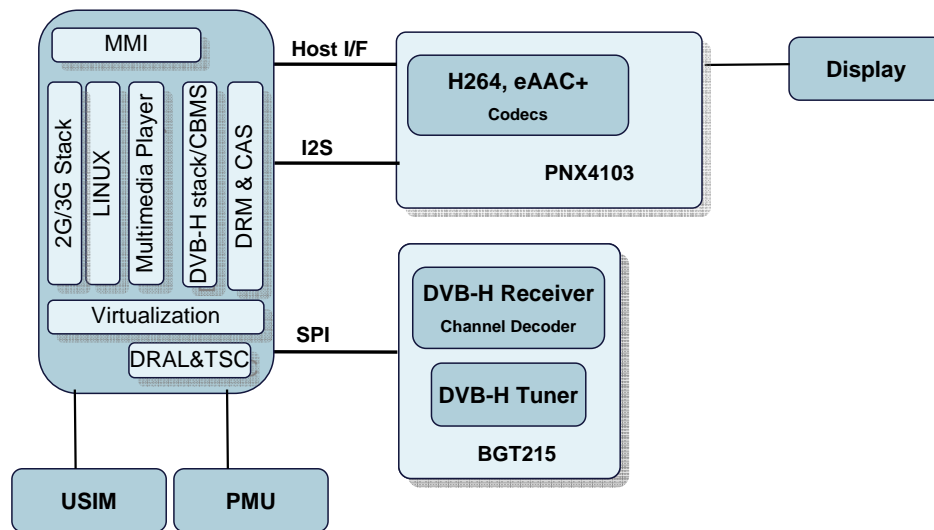 MMI
2G/3G Stack
LINUX
Multimedia Player
DVB-H stack/CBMS
DRM & CAS
Virtualization
DRAL&TSC
Host I/F
I2S
SPI
H264, eAAC+
Codecs
PNX4103
Display
DVB-H Receiver
Channel Decoder
DVB-H Tuner
BGT215
USIM
PMU